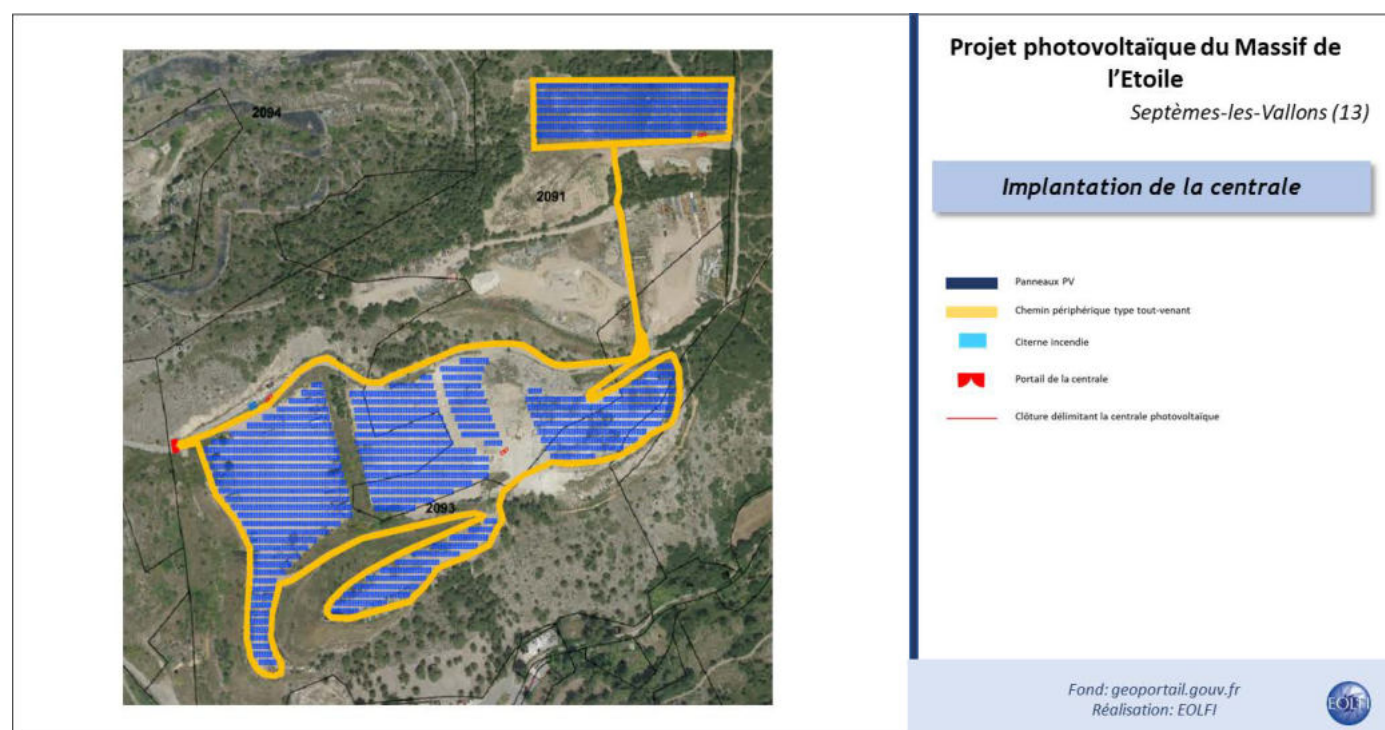 Projet photovoltaïque du Massif de
l'Etoile
Septèmes-les-Vallons (13)
Implantation de la centrale
Panneaux PV
Chemin périphérique type tout-venant
Citerne incendie
Portail de la centrale
Clôture délimitant la centrale photovoltaïque
2094
2091
2093
Fond: geoportail.gouv.fr
Réalisation: EOLFI
EOLFI